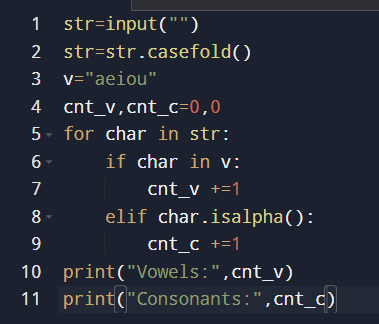 1 str=input("")
2 str=str.casefold()
3 v="aeiou"
4 cnt_v,cnt_c=0,0
5 for char in str:
6     if char in v:
7         cnt_v +=1
8     elif char.isalpha():
9         cnt_c +=1
10 print("Vowels:",cnt_v)
11 print("Consonants:",cnt_c)